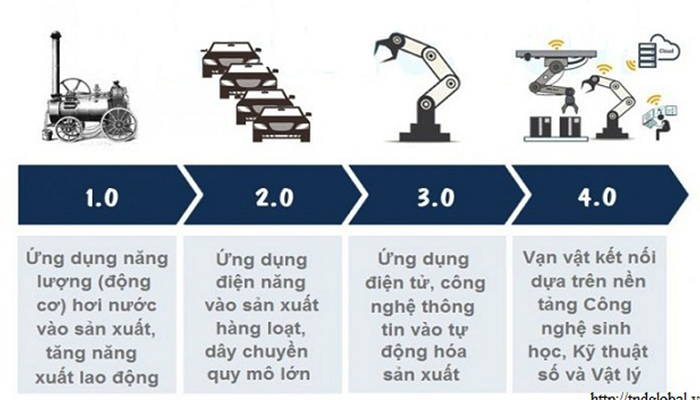 Cloud
1.0
2.0
3.0
4.0
Ứng dụng năng
lượng (động
cơ) hơi nước
vào sản xuất,
tăng năng
xuất lao động
Ứng dụng
điện năng
vào sản xuất
hàng loạt,
dây chuyền
quy mô lớn
Ứng dụng
điện tử, công
nghệ thông
tin vào tự
động hóa
sản xuất
Vạn vật kết nối
dựa trên nền
tảng Công
nghệ sinh
học, Kỹ thuật
số và Vật lý